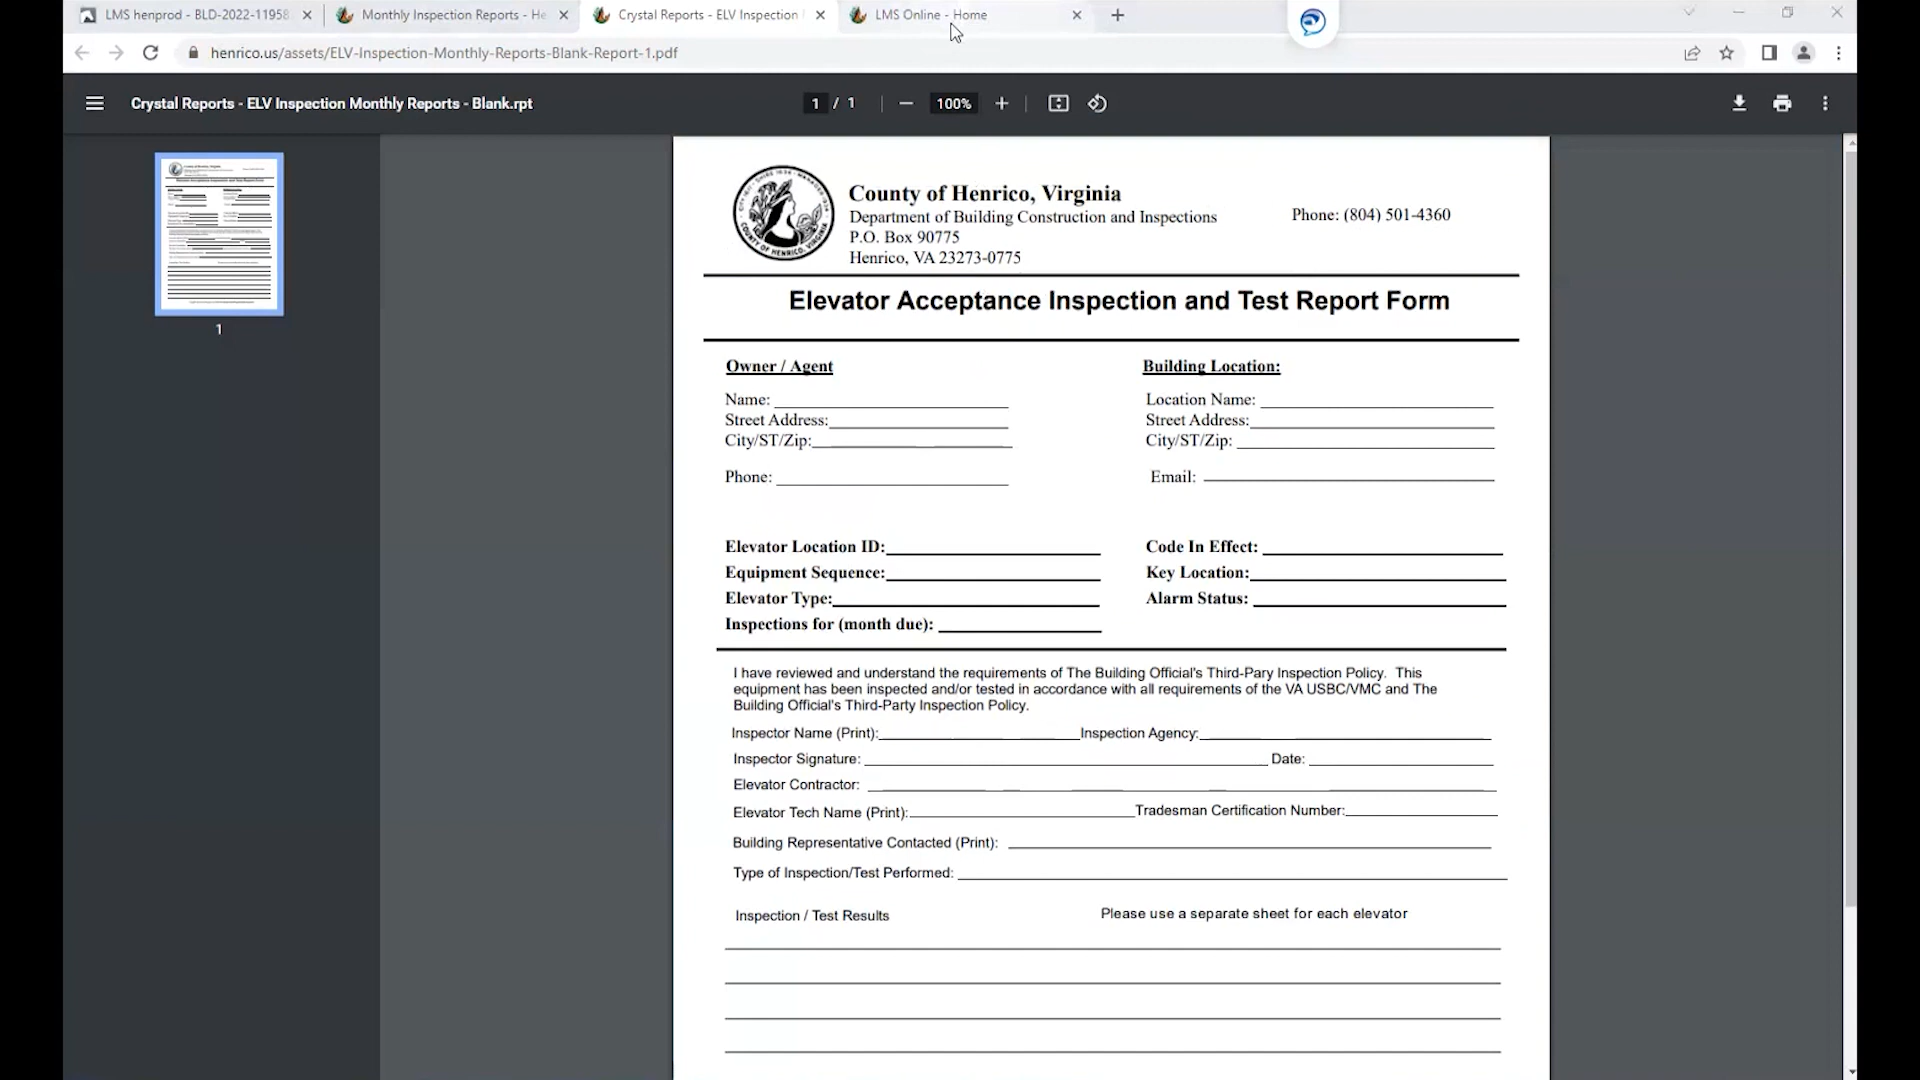 LMS henprod - BLD-2022-11958
Monthly Inspection Reports - He
Crystal Reports - ELV Inspection
LMS Online - Home
henrico.us/assets/ELV-Inspection-Monthly-Reports-Blank-Report-1.pdf
Crystal Reports - ELV Inspection Monthly Reports - Blank.rpt
1 / 1
100%
1
County of Henrico, Virginia
Department of Building Construction and Inspections
Phone: (804) 501-4360
P.O. Box 90775
Henrico, VA 23273-0775
COUNTY OF HENRICO, VIRGINIA
Elevator Acceptance Inspection and Test Report Form
Owner / Agent
Building Location:
Name:
Location Name:
Street Address:
Street Address:
City/ST/Zip:
City/ST/Zip:
Phone:
Email:
Elevator Location ID:
Code In Effect:
Equipment Sequence:
Key Location:
Elevator Type:
Alarm Status:
Inspections for (month due):
I have reviewed and understand the requirements of The Building Official's Third-Pary Inspection Policy. This
equipment has been inspected and/or tested in accordance with all requirements of the VA USBC/VMC and The
Building Official's Third-Party Inspection Policy.
Inspector Name (Print):
Inspection Agency:
Inspector Signature:
Date:
Elevator Contractor:
Elevator Tech Name (Print):
Tradesman Certification Number:
Building Representative Contacted (Print):
Type of Inspection/Test Performed:
Inspection / Test Results
Please use a separate sheet for each elevator